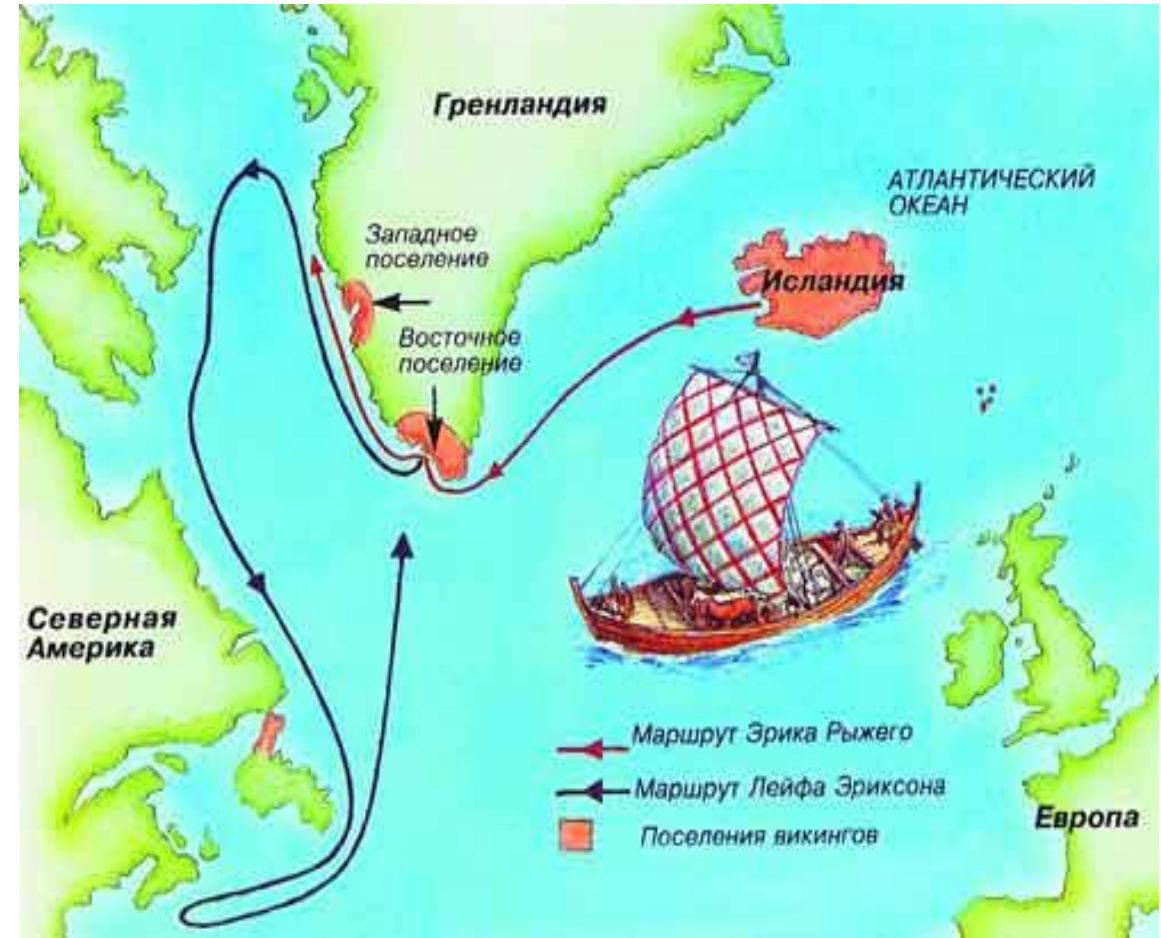 Гренландия
АТЛАНТИЧЕСКИЙ
ОКЕАН
Западное
поселение
Исландия
Восточное
поселение
Северная
Америка
Маршрут Эрика Рыжего
Маршрут Лейфа Эриксона
Поселения викингов
Европа